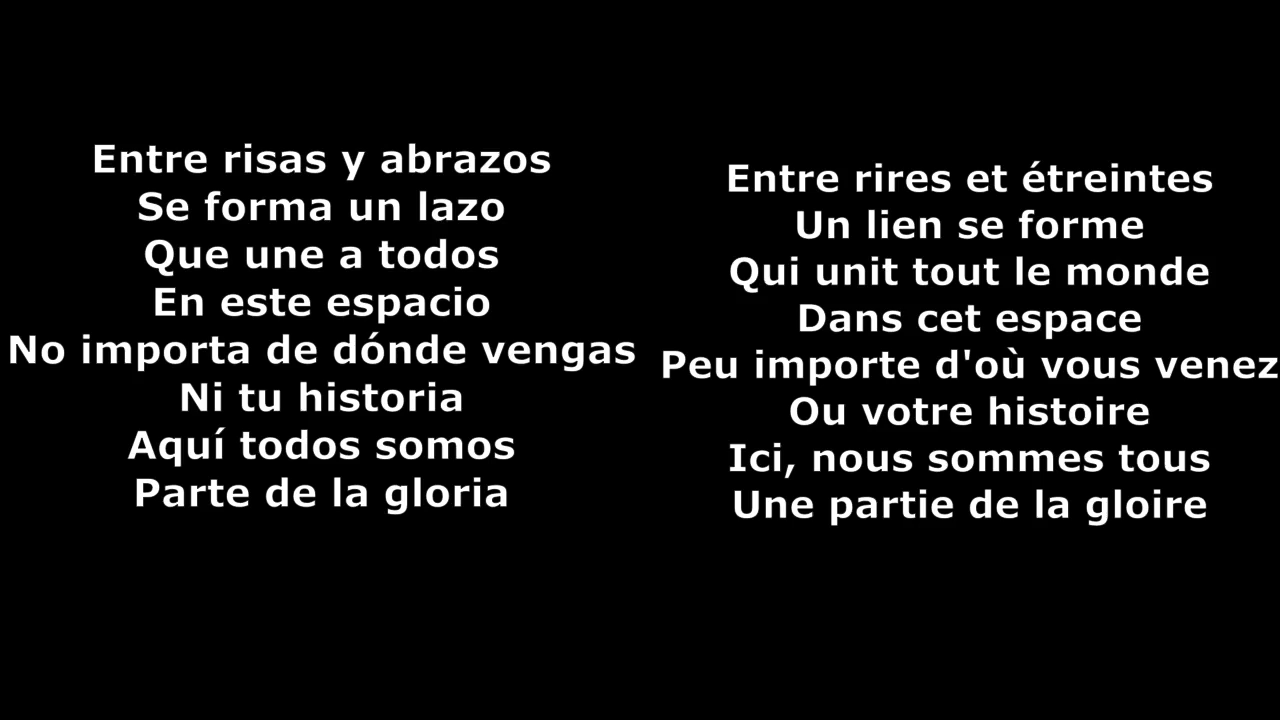 Entre risas y abrazos
Se forma un lazo
Que une a todos
En este espacio
No importa de dónde vengas
Ni tu historia
Aquí todos somos
Parte de la gloria
Entre rires et étreintes
Un lien se forme
Qui unit tout le monde
Dans cet espace
Peu importe d'où vous venez
Ou votre histoire
Ici, nous sommes tous
Une partie de la gloire